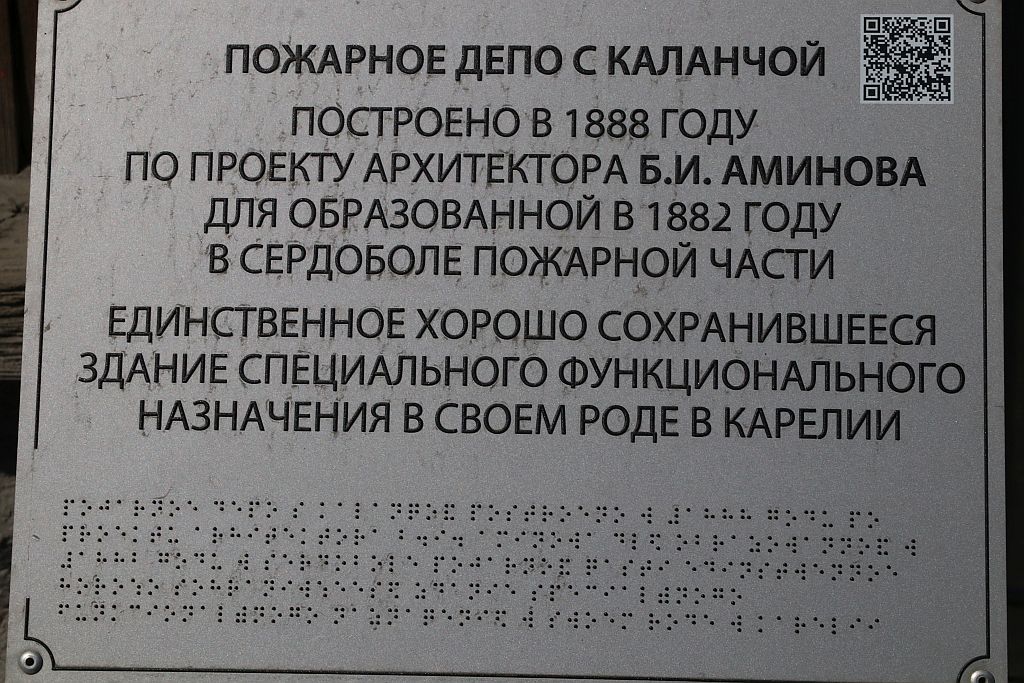 ПОЖАРНОЕ ДЕПО С КАЛАНЧОЙ
ПОСТРОЕНО В 1888 ГОДУ
ПО ПРОЕКТУ АРХИТЕКТОРА Б.И. АМИНОВА
ДЛЯ ОБРАЗОВАННОЙ В 1882 ГОДУ
В СЕРДОБОЛЕ ПОЖАРНОЙ ЧАСТИ
ЕДИНСТВЕННОЕ ХОРОШО СОХРАНИВШЕЕСЯ
ЗДАНИЕ СПЕЦИАЛЬНОГО ФУНКЦИОНАЛЬНОГО
НАЗНАЧЕНИЯ В СВОЕМ РОДЕ В КАРЕЛИИ